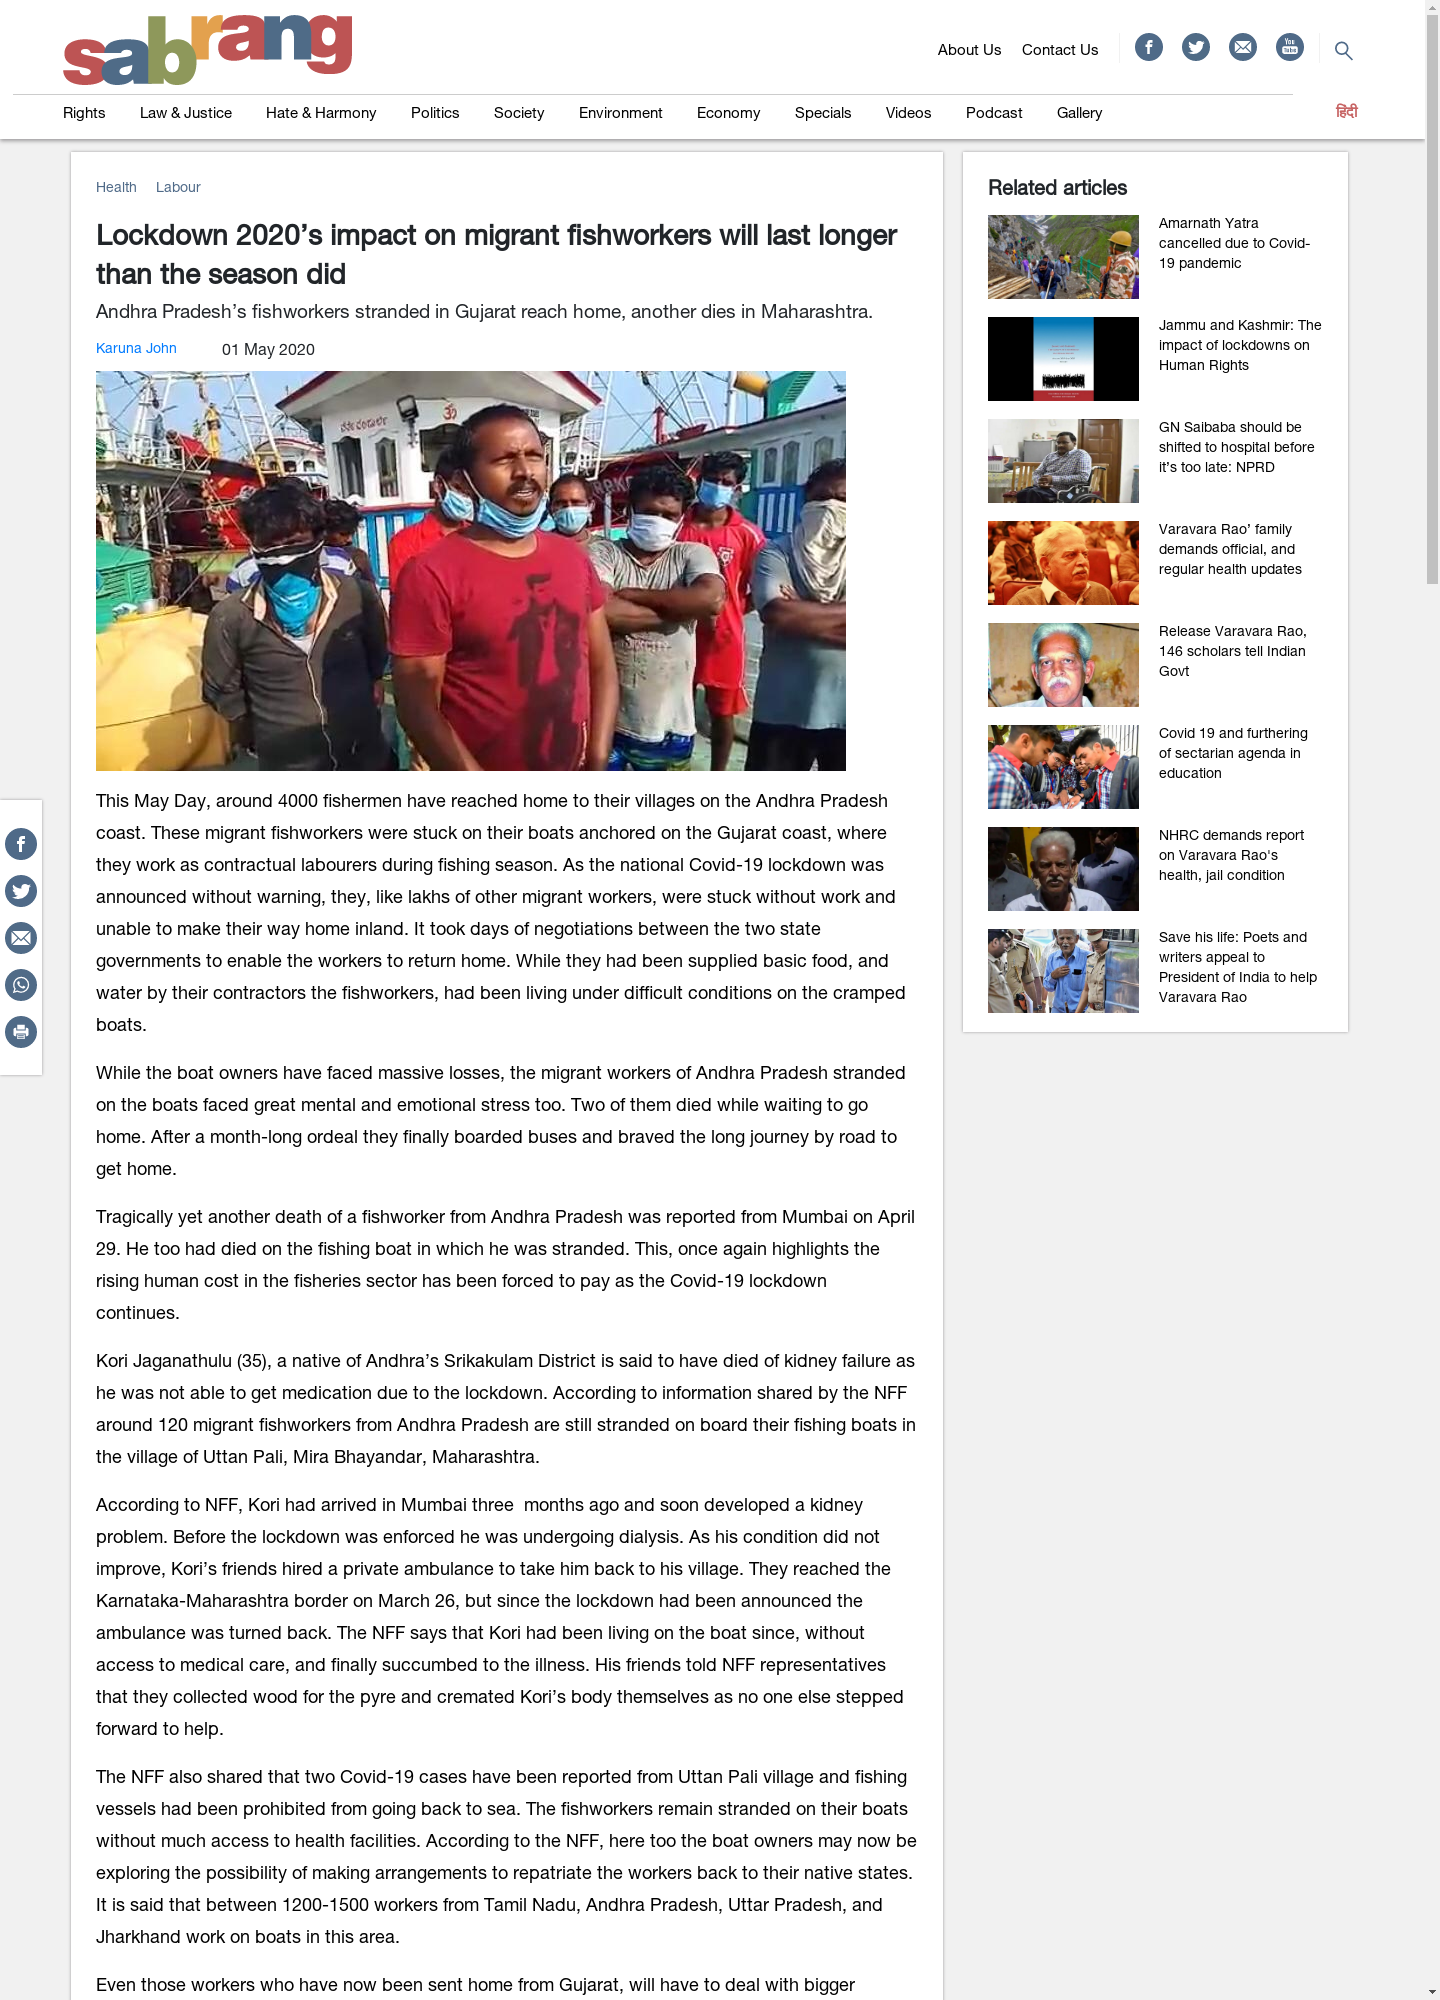 sabrang
About Us Contact Us
Rights Law & Justice Hate & Harmony Politics Society Environment Economy Specials Videos Podcast Gallery हिंदी
Health Labour
Lockdown 2020’s impact on migrant fishworkers will last longer
than the season did
Andhra Pradesh’s fishworkers stranded in Gujarat reach home, another dies in Maharashtra.
Karuna John 01 May 2020
ॐ
This May Day, around 4000 fishermen have reached home to their villages on the Andhra Pradesh
coast. These migrant fishworkers were stuck on their boats anchored on the Gujarat coast, where
they work as contractual labourers during fishing season. As the national Covid-19 lockdown was
announced without warning, they, like lakhs of other migrant workers, were stuck without work and
unable to make their way home inland. It took days of negotiations between the two state
governments to enable the workers to return home. While they had been supplied basic food, and
water by their contractors the fishworkers, had been living under difficult conditions on the cramped
boats.
While the boat owners have faced massive losses, the migrant workers of Andhra Pradesh stranded
on the boats faced great mental and emotional stress too. Two of them died while waiting to go
home. After a month-long ordeal they finally boarded buses and braved the long journey by road to
get home.
Tragically yet another death of a fishworker from Andhra Pradesh was reported from Mumbai on April
29. He too had died on the fishing boat in which he was stranded. This, once again highlights the
rising human cost in the fisheries sector has been forced to pay as the Covid-19 lockdown
continues.
Kori Jaganathulu (35), a native of Andhra’s Srikakulam District is said to have died of kidney failure as
he was not able to get medication due to the lockdown. According to information shared by the NFF
around 120 migrant fishworkers from Andhra Pradesh are still stranded on board their fishing boats in
the village of Uttan Pali, Mira Bhayandar, Maharashtra.
According to NFF, Kori had arrived in Mumbai three  months ago and soon developed a kidney
problem. Before the lockdown was enforced he was undergoing dialysis. As his condition did not
improve, Kori’s friends hired a private ambulance to take him back to his village. They reached the
Karnataka-Maharashtra border on March 26, but since the lockdown had been announced the
ambulance was turned back. The NFF says that Kori had been living on the boat since, without
access to medical care, and finally succumbed to the illness. His friends told NFF representatives
that they collected wood for the pyre and cremated Kori’s body themselves as no one else stepped
forward to help.
The NFF also shared that two Covid-19 cases have been reported from Uttan Pali village and fishing
vessels had been prohibited from going back to sea. The fishworkers remain stranded on their boats
without much access to health facilities. According to the NFF, here too the boat owners may now be
exploring the possibility of making arrangements to repatriate the workers back to their native states.
It is said that between 1200-1500 workers from Tamil Nadu, Andhra Pradesh, Uttar Pradesh, and
Jharkhand work on boats in this area.
Even those workers who have now been sent home from Gujarat, will have to deal with bigger
Related articles
Amarnath Yatra
cancelled due to Covid-
19 pandemic
Jammu and Kashmir: The
impact of lockdowns on
Human Rights
GN Saibaba should be
shifted to hospital before
it’s too late: NPRD
Varavara Rao’ family
demands official, and
regular health updates
Release Varavara Rao,
146 scholars tell Indian
Govt
Covid 19 and furthering
of sectarian agenda in
education
NHRC demands report
on Varavara Rao's
health, jail condition
Save his life: Poets and
writers appeal to
President of India to help
Varavara Rao